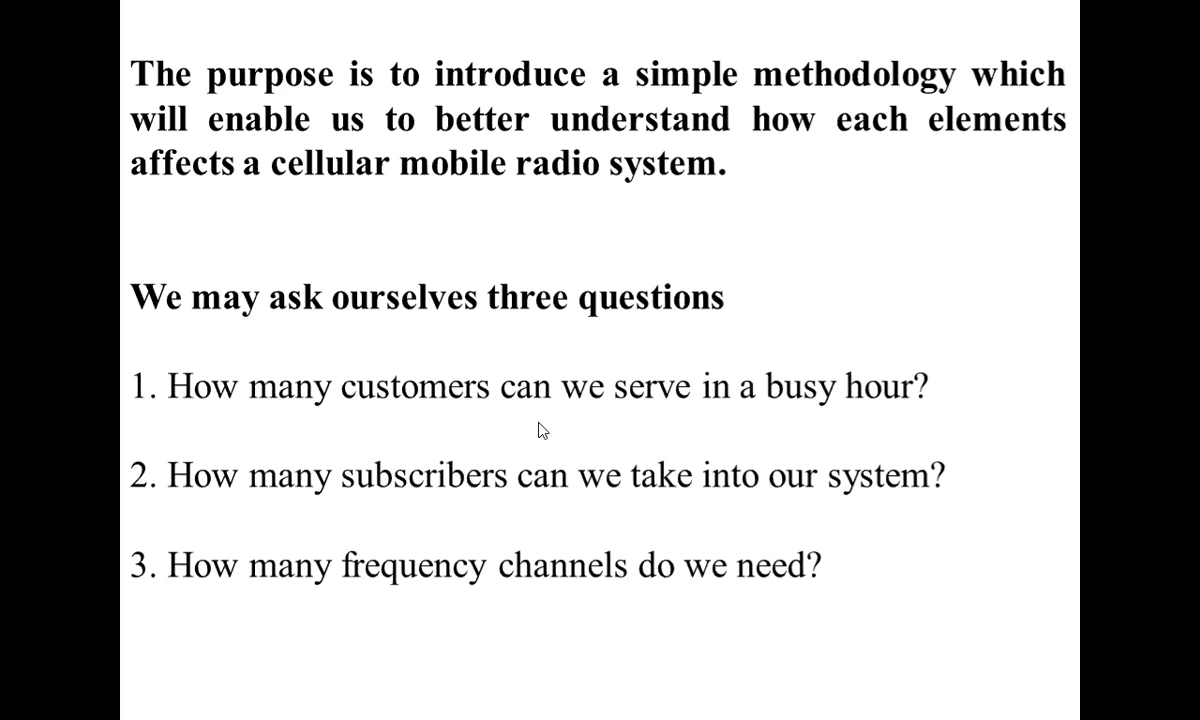 The purpose is to introduce a simple methodology which
will enable us to better understand how each elements
affects a cellular mobile radio system.
We may ask ourselves three questions
1. How many customers can we serve in a busy hour?
2. How many subscribers can we take into our system?
3. How many frequency channels do we need?